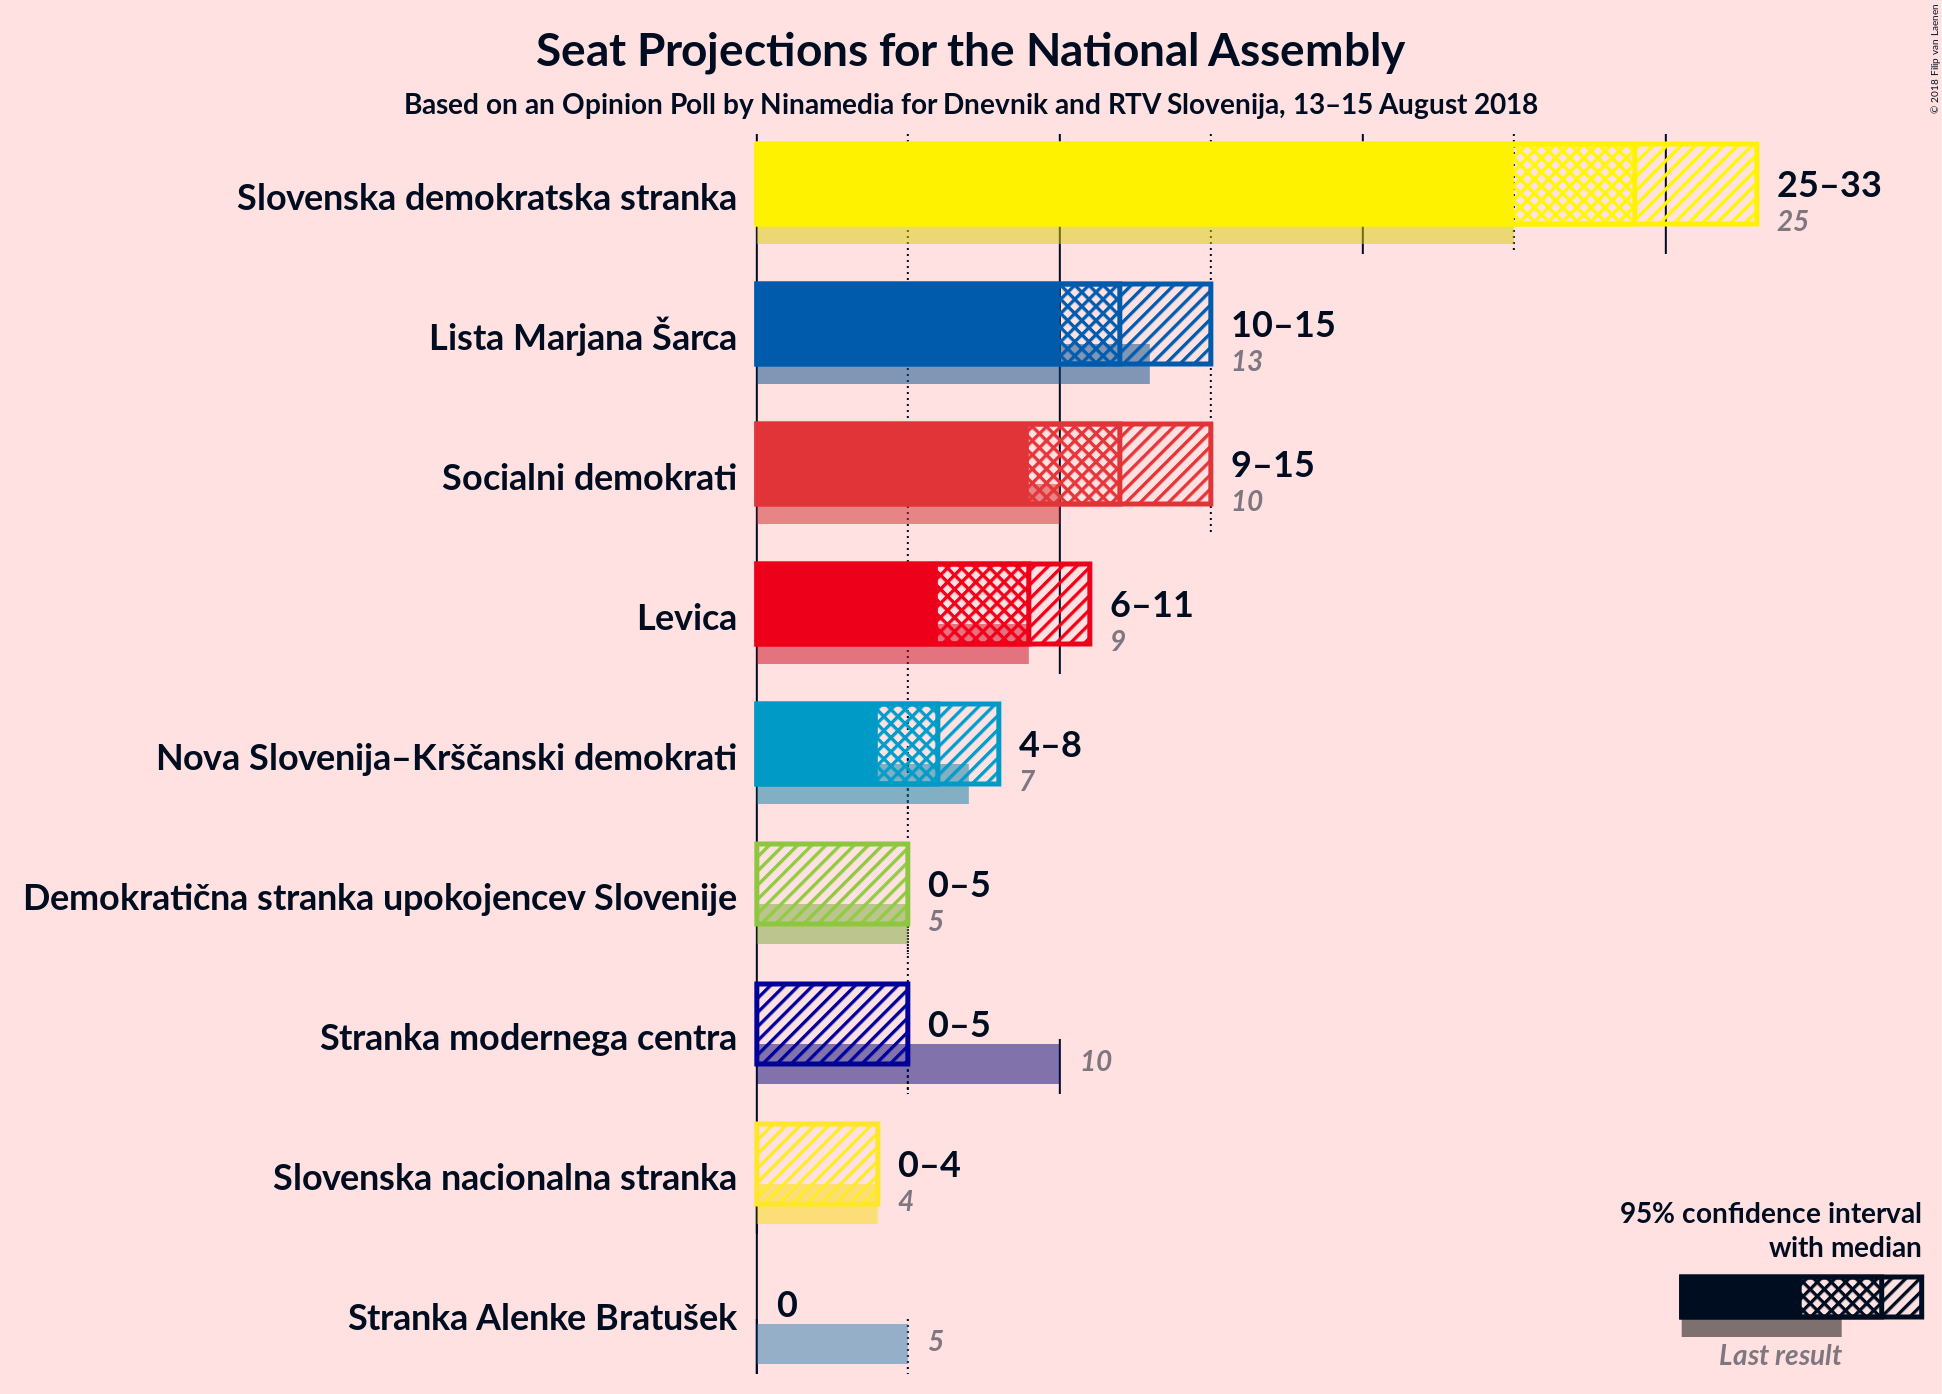 Seat Projections for the National Assembly
Based on an Opinion Poll by Ninamedia for Dnevnik and RTV Slovenija, 13–15 August 2018
© 2018 Filip van Laenen
Slovenska demokratska stranka
25–33
25
Lista Marjana Šarca
10–15
13
Socialni demokrati
9–15
10
Levica
6–11
9
Nova Slovenija–Krščanski demokrati
4–8
7
Demokratična stranka upokojencev Slovenije
0–5
5
Stranka modernega centra
0–5
10
Slovenska nacionalna stranka
0–4
4
Stranka Alenke Bratušek
0
5
95% confidence interval
with median
Last result